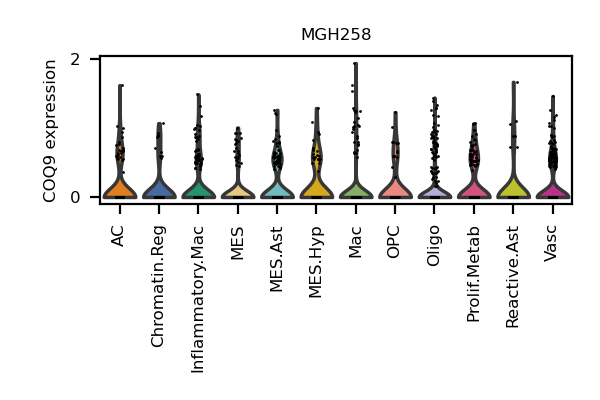 MGH258
COQ9 expression
2
0
AC
Chromatin.Reg
Inflammatory.Mac
MES
MES.Ast
MES.Hyp
Mac
OPC
Oligo
Prolif.Metab
Reactive.Ast
Vasc